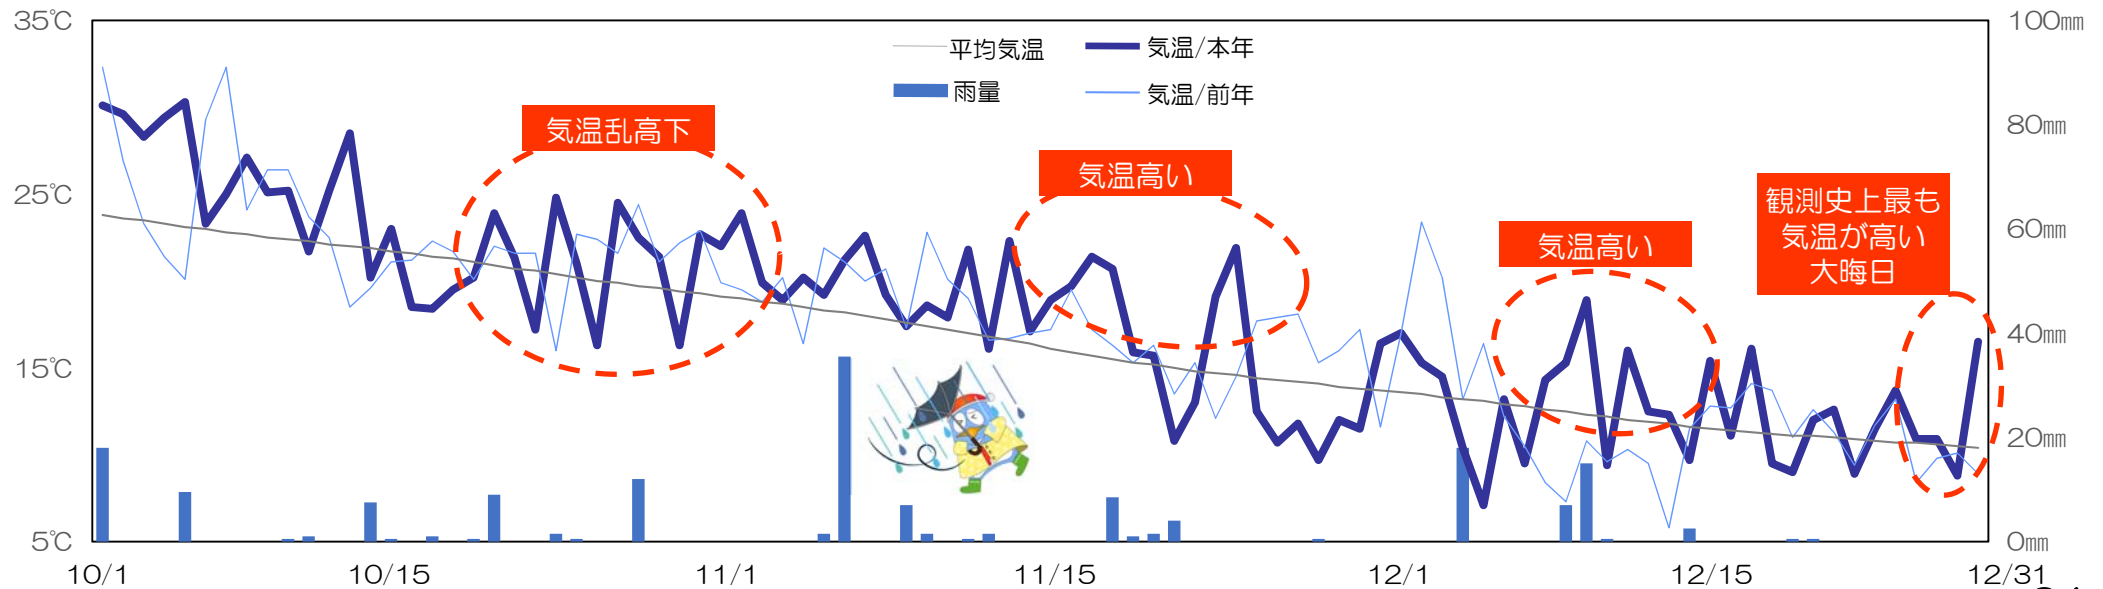 35℃
100㎜
平均気温
気温/本年
雨量
気温/前年
気温乱高下
80㎜
気温高い
25℃
観測史上最も
気温が高い
大晦日
60㎜
気温高い
40㎜
15℃
20㎜
5℃
0㎜
10/1
10/15
11/1
11/15
12/1
12/15
12/31